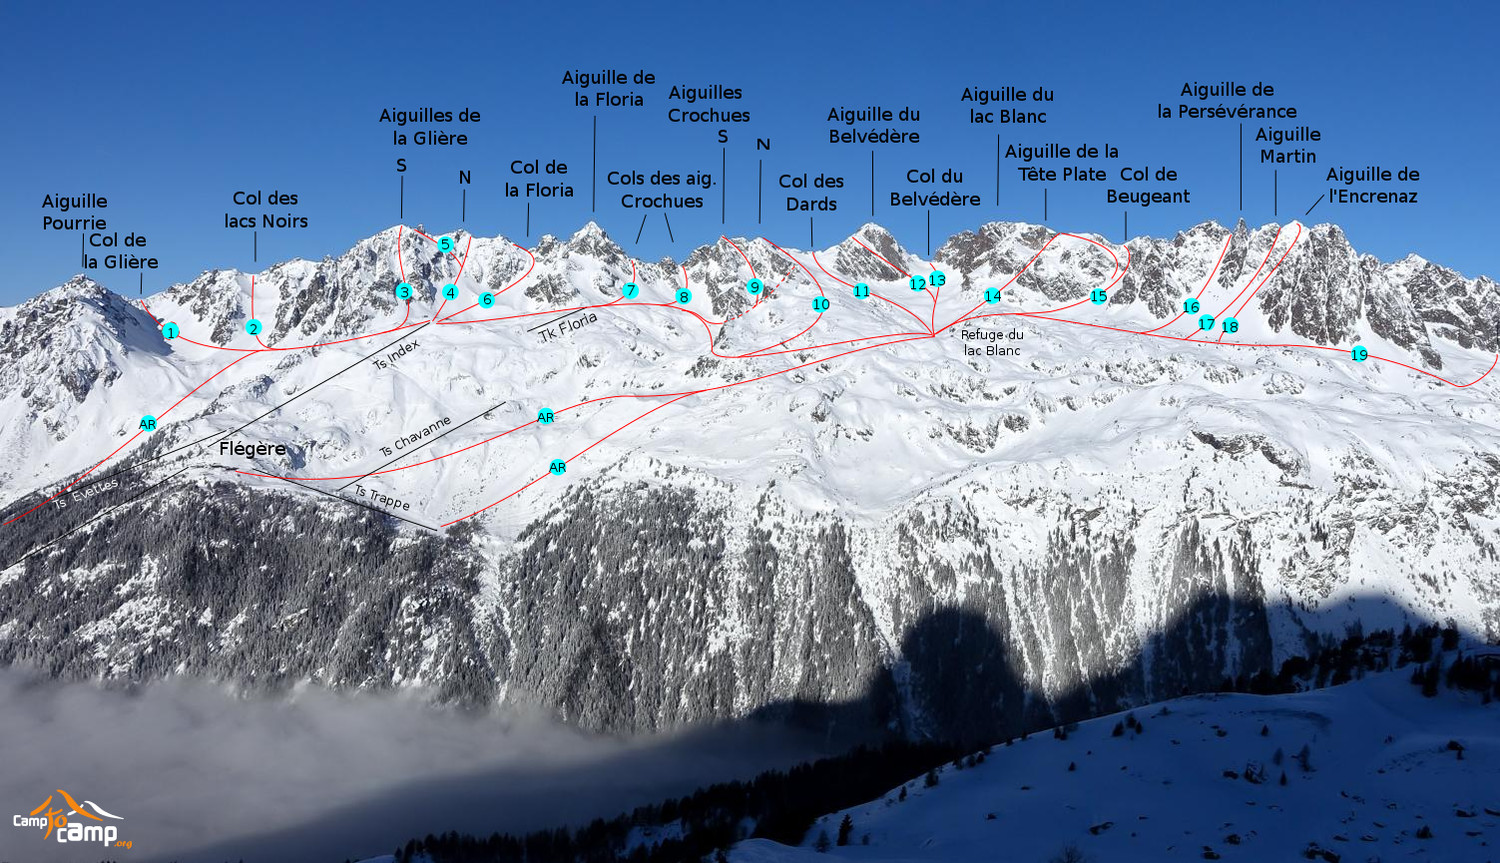 Aiguille de
la Floria
Aiguilles
Crochues
S
N
Aiguille du
Belvédère
Aiguille du
lac Blanc
Aiguille de
la Persévérance
Aiguille
Martin
Aiguilles de
la Glière
S
N
Col de
la Floria
Cols des aig.
Crochues
Col des
Dards
Col du
Belvédère
Aiguille de la
Tête Plate
Col de
Beugeant
Aiguille de
l'Encrenaz
Aiguille
Pourrie
Col de
la Glière
Col des
lacs Noirs
1
2
3
4
5
6
7
8
9
10
11
12
13
14
15
16
17
18
19
Tk Floria
Ts Index
Refuge du
lac Blanc
AR
AR
AR
Flégère
Ts Chavanne
Ts Evettes
Ts Trappe
Camp
to
camp
.org